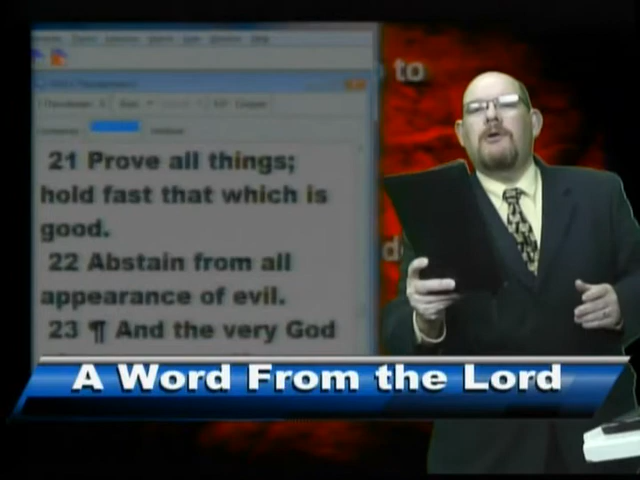 to
21 Prove all things;
hold fast that which is
good.
22 Abstain from all
appearance of evil.
23 ¶ And the very God
A Word From the Lord